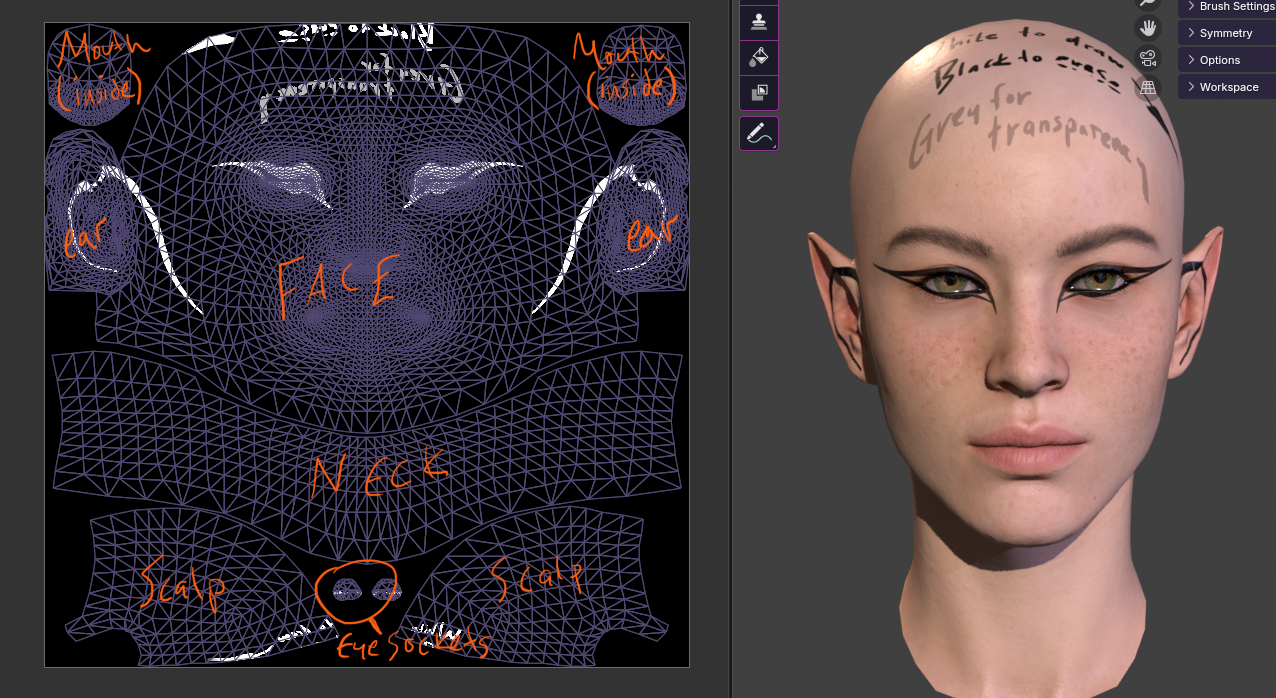 Mouth
(inside)
Mouth
(inside)
ear
ear
FACE
NECK
Scalp
Scalp
Eye Sockets
to draw
Black to erase
Grey for
transparency
Brush Settings
Symmetry
Options
Workspace